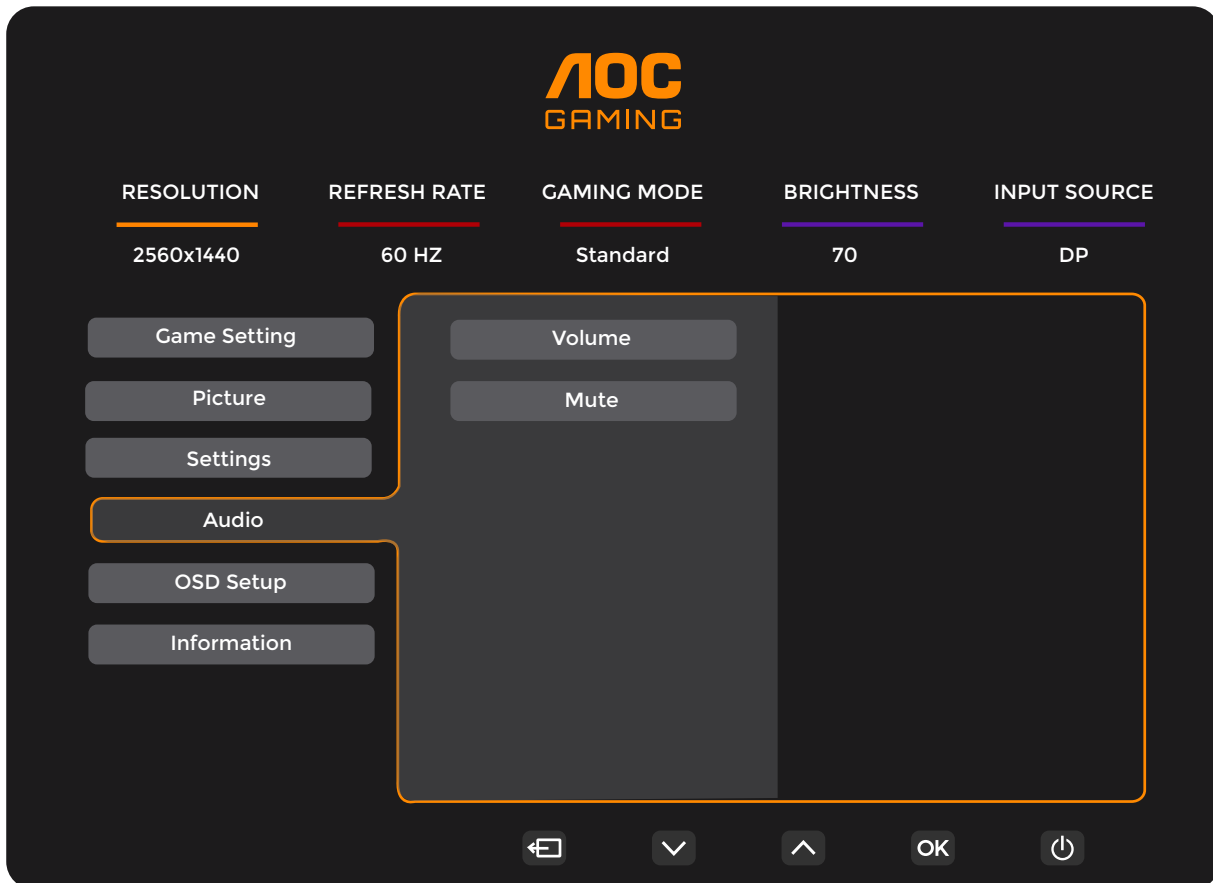 AOC
GAMING
RESOLUTION REFRESH RATE GAMING MODE BRIGHTNESS INPUT SOURCE
2560x1440 60 HZ Standard 70 DP
Game Setting Volume
Picture Mute
Settings
Audio
OSD Setup
Information
OK